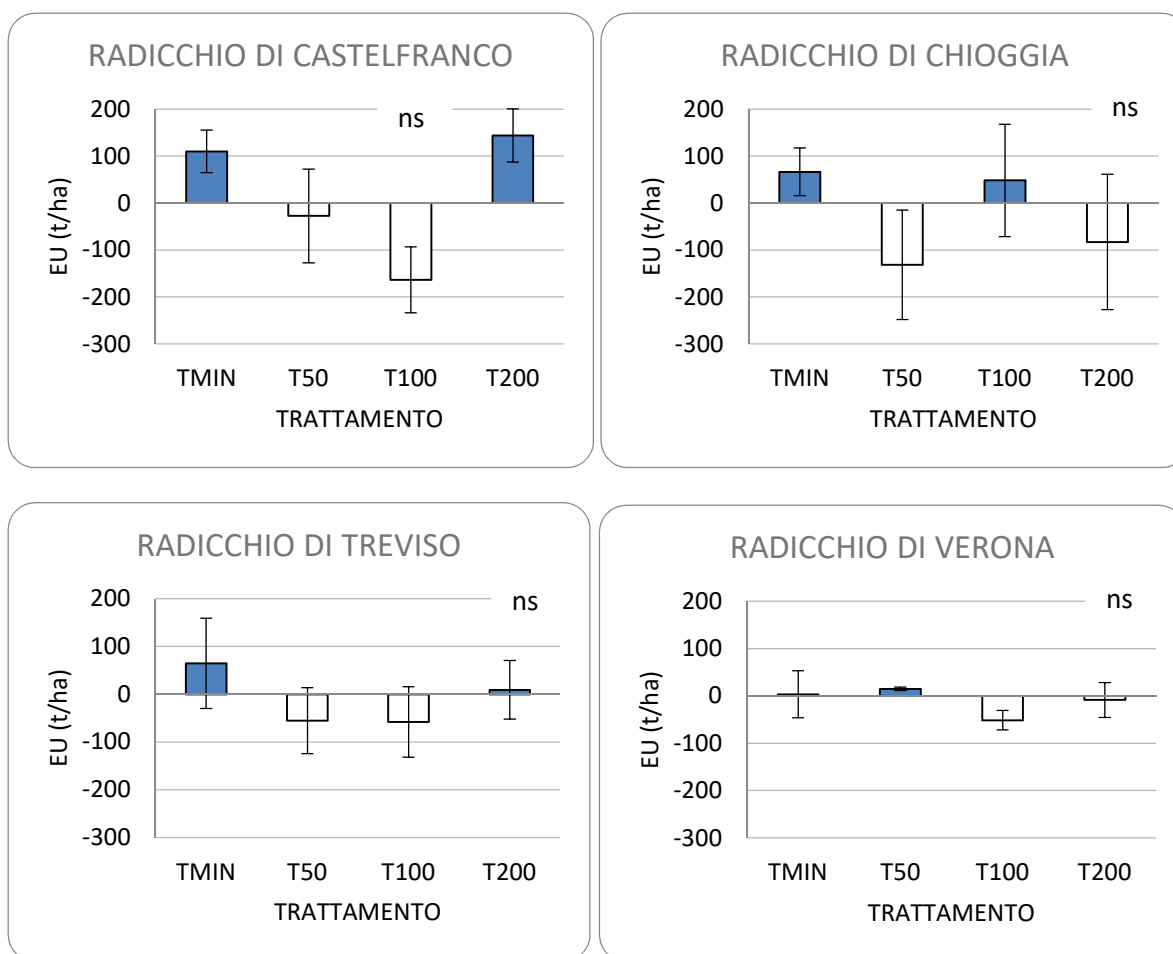 RADICCHIO DI CASTELFRANCO
ns
200
100
0
-100
-200
-300
EU (t/ha)
TMIN T50 T100 T200
TRATTAMENTO
RADICCHIO DI CHIOGGIA
ns
200
100
0
-100
-200
-300
EU (t/ha)
TMIN T50 T100 T200
TRATTAMENTO
RADICCHIO DI TREVISO
ns
200
100
0
-100
-200
-300
EU (t/ha)
TMIN T50 T100 T200
TRATTAMENTO
RADICCHIO DI VERONA
ns
200
100
0
-100
-200
-300
EU (t/ha)
TMIN T50 T100 T200
TRATTAMENTO